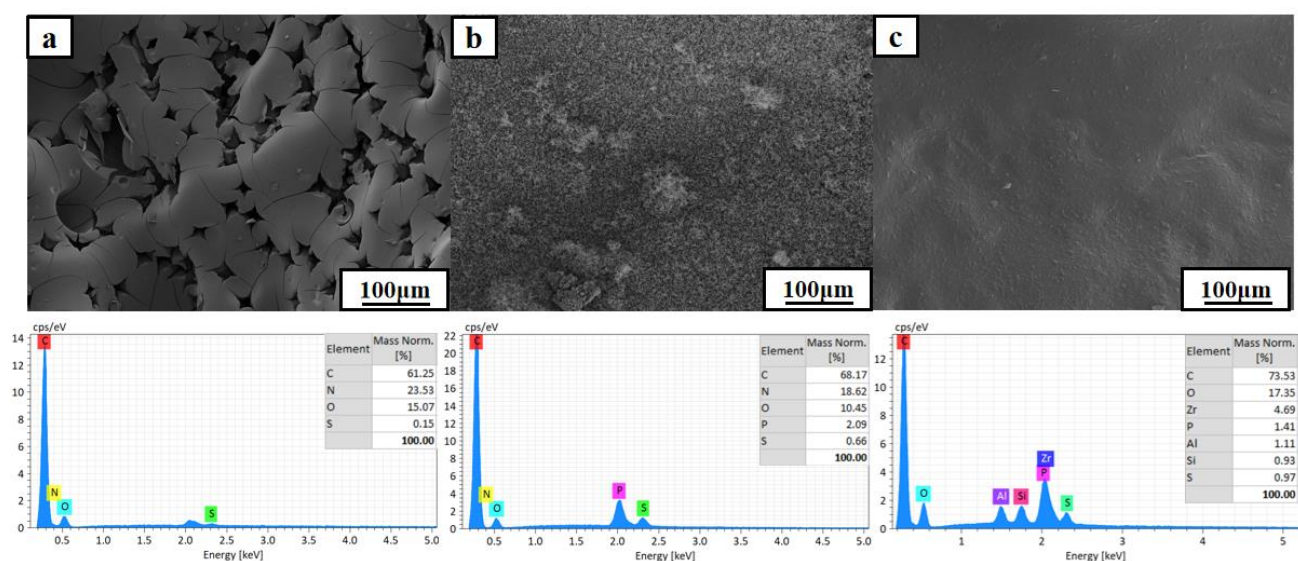 a
b
c
100μm
100μm
100μm
cps/eV
14
12
10
8
6
4
2
0
C
N
O
S
0.5 1.0 1.5 2.0 2.5 3.0 3.5 4.0 4.5 5.0
Energy [keV]
Element Mass Norm. [%]
C 61.25
N 23.53
O 15.07
S 0.15
100.00
cps/eV
22
20
18
16
14
12
10
8
6
4
2
0
C
N
O
P
S
0.5 1.0 1.5 2.0 2.5 3.0 3.5 4.0 4.5 5.0
Energy [keV]
Element Mass Norm. [%]
C 68.17
N 18.62
O 10.45
P 2.09
S 0.66
100.00
cps/eV
12
10
8
6
4
2
0
C
O
Al
Si
Zr
P
S
1 2 3 4 5
Energy [keV]
Element Mass Norm. [%]
C 73.53
O 17.35
Zr 4.69
P 1.41
Al 1.11
Si 0.93
S 0.97
100.00